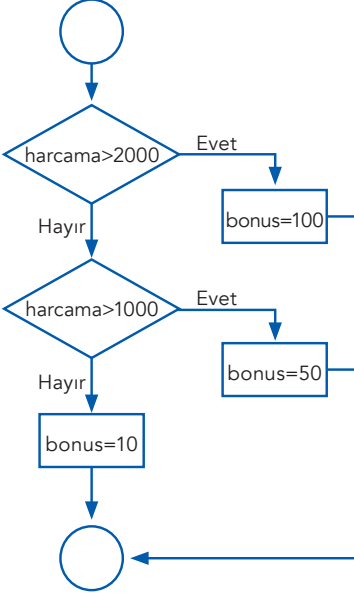 harcama>2000
Evet
bonus=100
Hayır
harcama>1000
Evet
bonus=50
Hayır
bonus=10